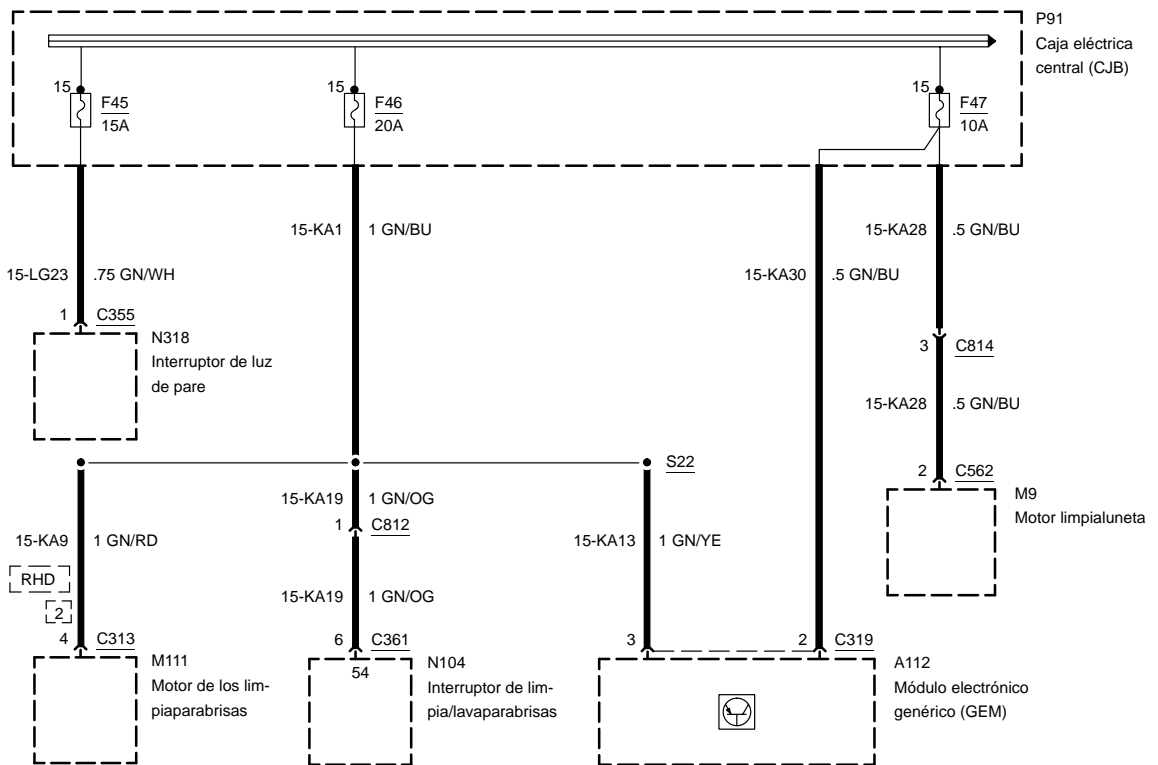 P91
Caja eléctrica
central (CJB)
15
F45
15A
15
F46
20A
15
F47
10A
15-KA1 1 GN/BU
15-KA28 .5 GN/BU
15-LG23 .75 GN/WH
15-KA30 .5 GN/BU
1 C355
N318
Interruptor de luz
de pare
3 C814
15-KA28 .5 GN/BU
S22
2 C562
M9
Motor limpialuneta
15-KA19 1 GN/OG
1 C812
15-KA9 1 GN/RD
15-KA13 1 GN/YE
RHD
2
15-KA19 1 GN/OG
4 C313
M111
Motor de los lim-
piaparabrisas
6 C361
54
N104
Interruptor de lim-
pia/lavaparabrisas
3
2 C319
A112
Módulo electrónico
genérico (GEM)